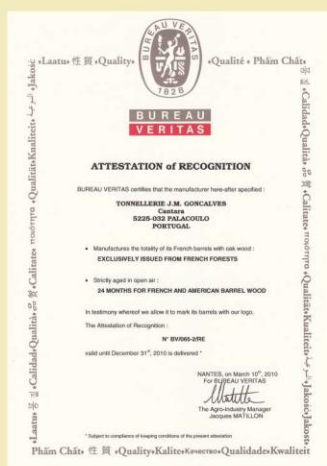 •Laatu• 性質 •Quality•
•Qualité • Phẩm Chất•
BUREAU VERITAS
1828
BUREAU
VERITAS
ATTESTATION of RECOGNITION
BUREAU VERITAS certifies that the manufacturer here-after specified :
TONNELLERIE J.M. GONCALVES
Cantara
5225-032 PALACOULO
PORTUGAL
• Manufactures the totality of its French barrels with oak wood :
EXCLUSIVELY ISSUED FROM FRENCH FORESTS
• Strictly aged in open air :
24 MONTHS FOR FRENCH AND AMERICAN BARREL WOOD
In testimony whereof we allow it to mark its barrels with our logo.
The Attestation of Recognition :
N° BV/065-2/RE
valid until December 31st, 2010 is delivered *
NANTES, on March 10th, 2010
For BUREAU VERITAS
The Agro-Industry Manager
Jacques MATILLON
* Subject to compliance of keeping conditions of the present attestation
Phẩm Chất• 性質 •Quality•Kalite•Качество•Qualidade•Kwaliteit